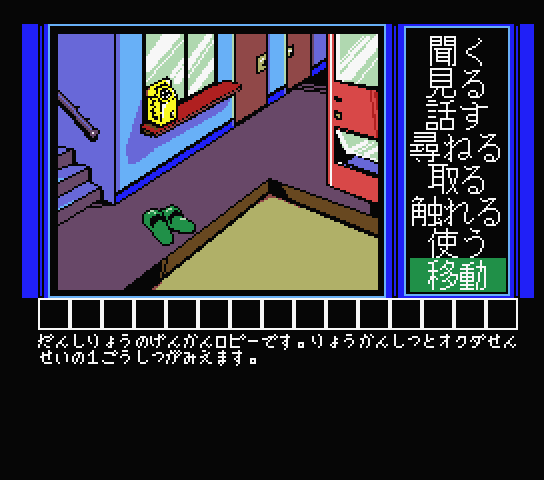 聞く
見る
話す
尋ねる
取る
触れる
使う
移動
だんしりょうのげんかんロビーです。りょうかんしつとオクダせん
せいの1ごうしつがみえます。